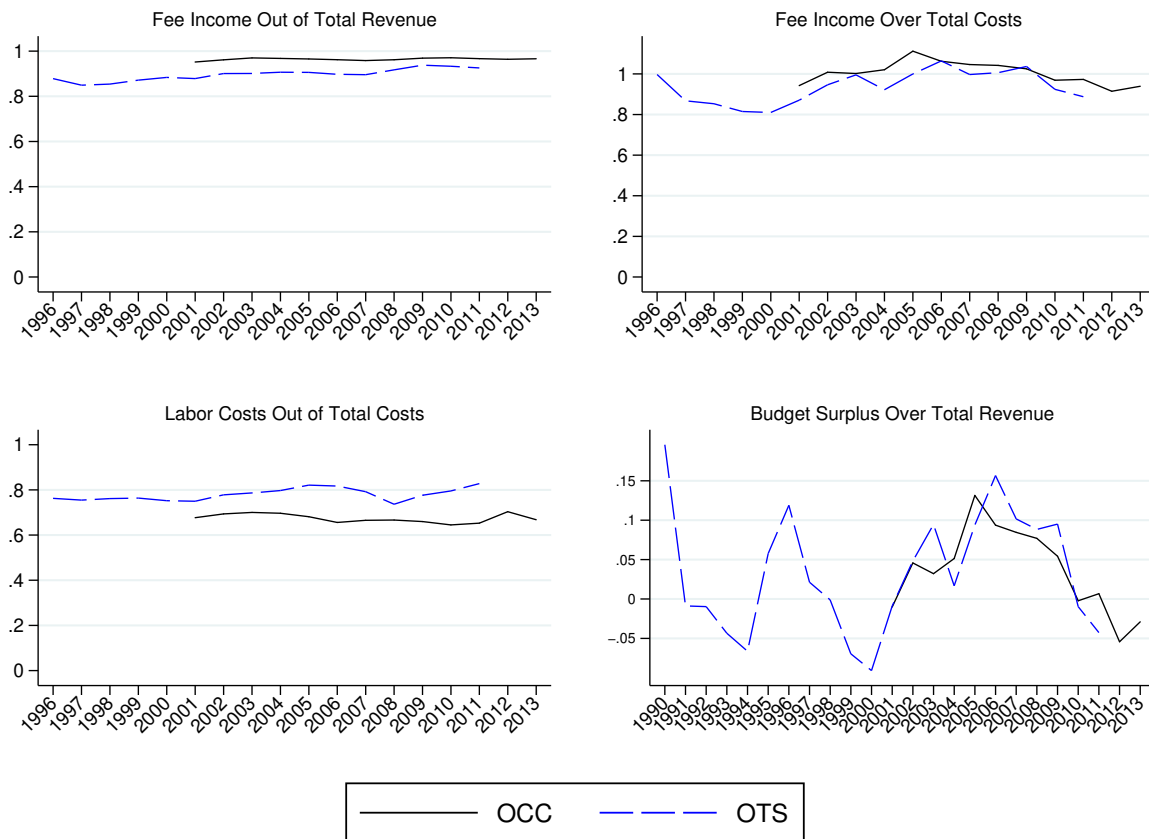 Fee Income Out of Total Revenue
1
.8
.6
.4
.2
0
1996 1997 1998 1999 2000 2001 2002 2003 2004 2005 2006 2007 2008 2009 2010 2011 2012 2013
Fee Income Over Total Costs
1
.8
.6
.4
.2
0
1996 1997 1998 1999 2000 2001 2002 2003 2004 2005 2006 2007 2008 2009 2010 2011 2012 2013
Labor Costs Out of Total Costs
1
.8
.6
.4
.2
0
1996 1997 1998 1999 2000 2001 2002 2003 2004 2005 2006 2007 2008 2009 2010 2011 2012 2013
Budget Surplus Over Total Revenue
.15
.1
.05
0
−.05
1990 1991 1992 1993 1994 1995 1996 1997 1998 1999 2000 2001 2002 2003 2004 2005 2006 2007 2008 2009 2010 2011 2012 2013
OCC OTS